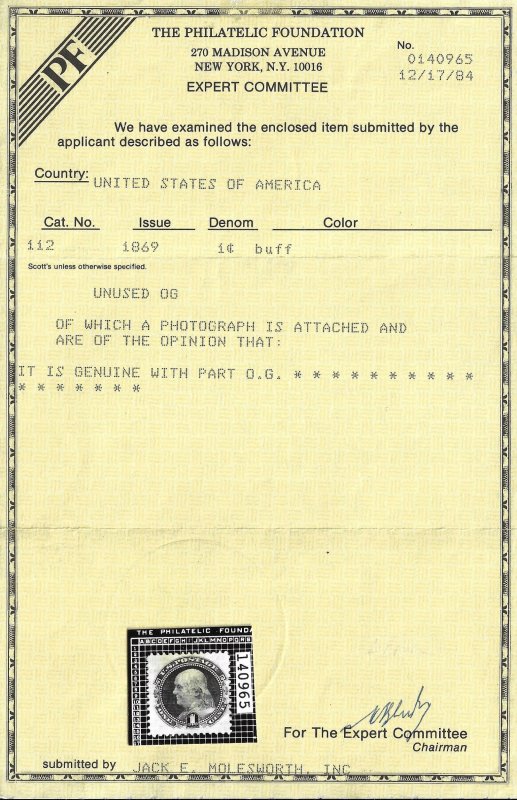 PF
THE PHILATELIC FOUNDATION
270 MADISON AVENUE
NEW YORK, N.Y. 10016
EXPERT COMMITTEE
No.
0140965
12/17/84
We have examined the enclosed item submitted by the
applicant described as follows:
Country: UNITED STATES OF AMERICA
Cat. No. Issue Denom Color
112 1869 1¢ buff
Scott's unless otherwise specified.
UNUSED OG
OF WHICH A PHOTOGRAPH IS ATTACHED AND
ARE OF THE OPINION THAT:
IT IS GENUINE WITH PART O.G. * * * * * * * * * *
* * * * * * *
THE PHILATELIC FOUNDA
ABCDEFGHIJKLMNOPQRS
140965
U.S. POSTAGE
1
For The Expert Committee
Chairman
submitted by JACK E. MOLESWORTH, INC